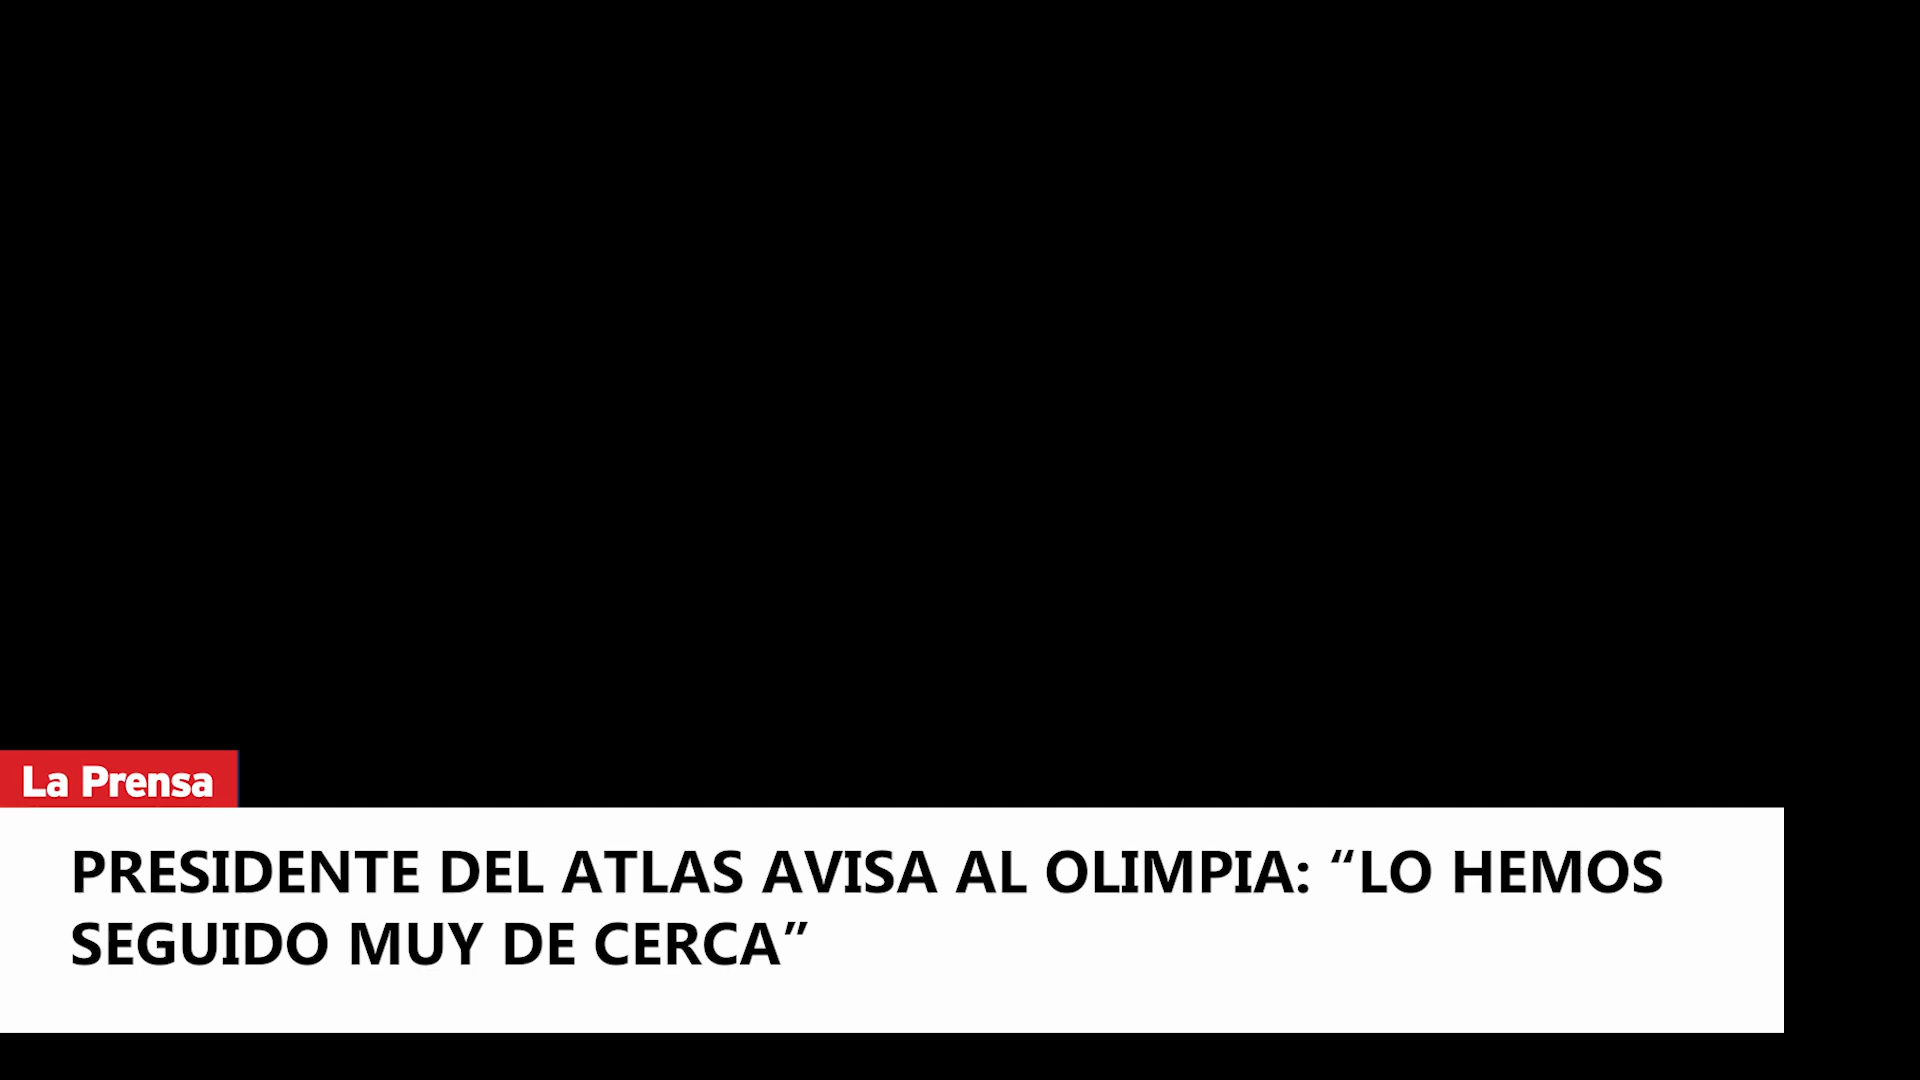 La Prensa
PRESIDENTE DEL ATLAS AVISA AL OLIMPIA: “LO HEMOS
SEGUIDO MUY DE CERCA”